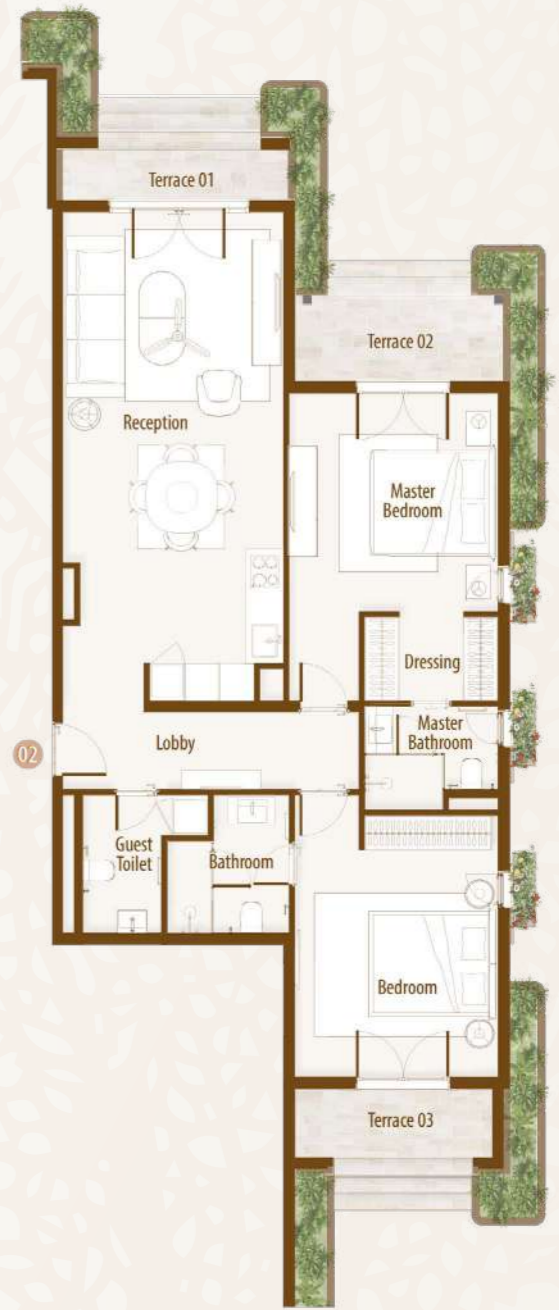 Terrace 01
Terrace 02
Reception
Master
Bedroom
Dressing
Master
Bathroom
Lobby
02
Guest
Toilet
Bathroom
Bedroom
Terrace 03